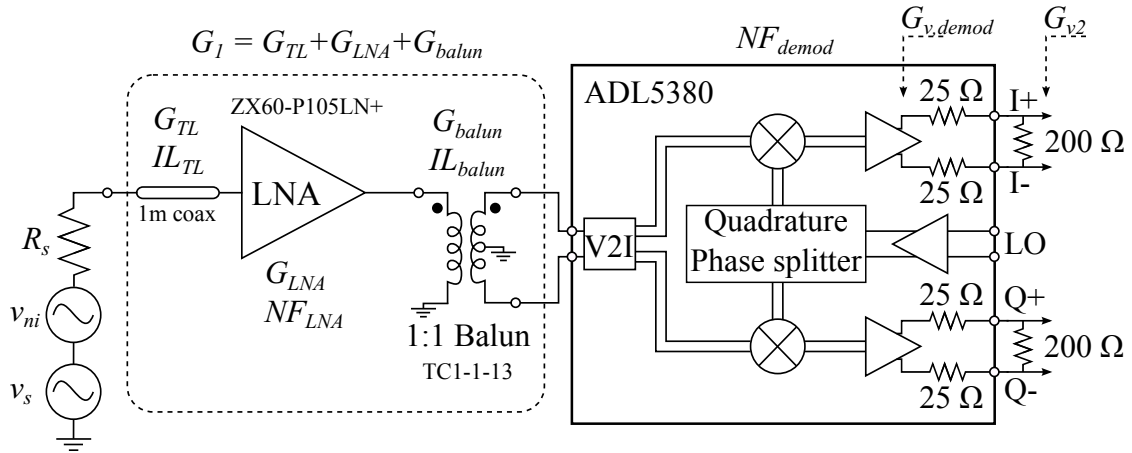 G1 = GTL+GLNA+Gbalun
NFdemod
Gv,demod
Gv2
ZX60-P105LN+
ADL5380
25 Ω
I+
GTL
ILTL
Gbalun
ILbalun
200 Ω
LNA
25 Ω
I-
1m coax
Rs
V2I
Quadrature
Phase splitter
LO
GLNA
NFLNA
25 Ω
Q+
vni
1:1 Balun
TC1-1-13
200 Ω
vs
25 Ω
Q-